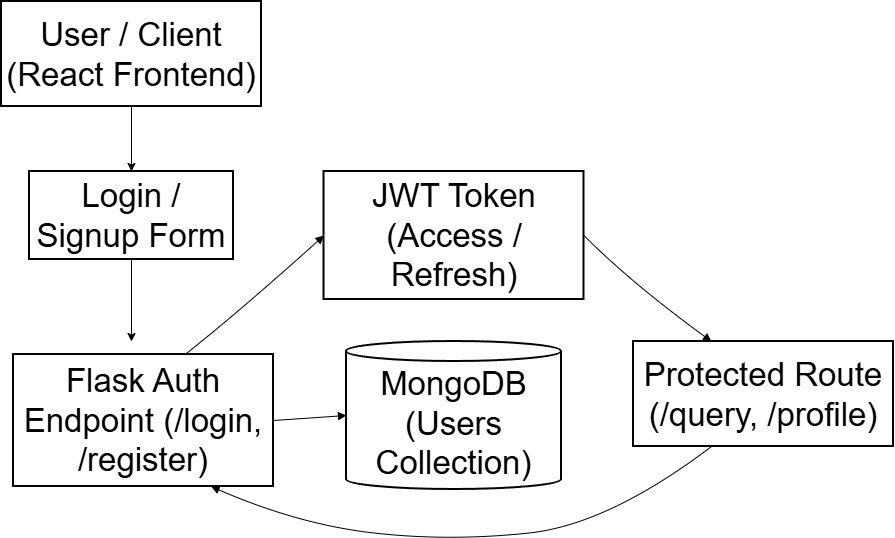 User / Client
(React Frontend)
Login /
Signup Form
JWT Token
(Access /
Refresh)
Flask Auth
Endpoint (/login,
/register)
MongoDB
(Users
Collection)
Protected Route
(/query, /profile)